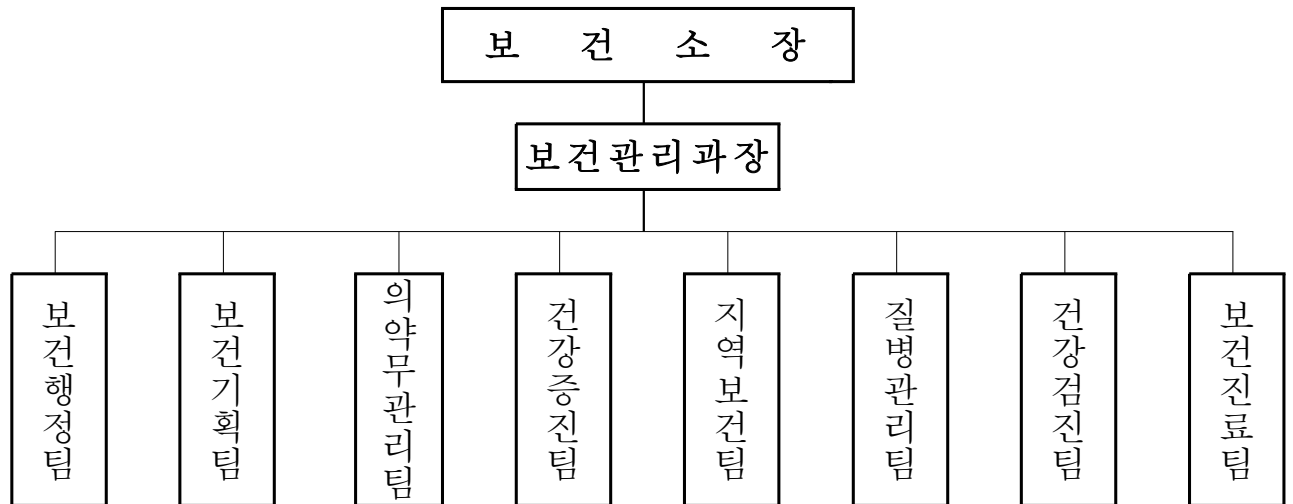 보 건 소 장
보건관리과장
보건행정팀
보건기획팀
의약무관리팀
건강증진팀
지역보건팀
질병관리팀
건강검진팀
보건진료팀